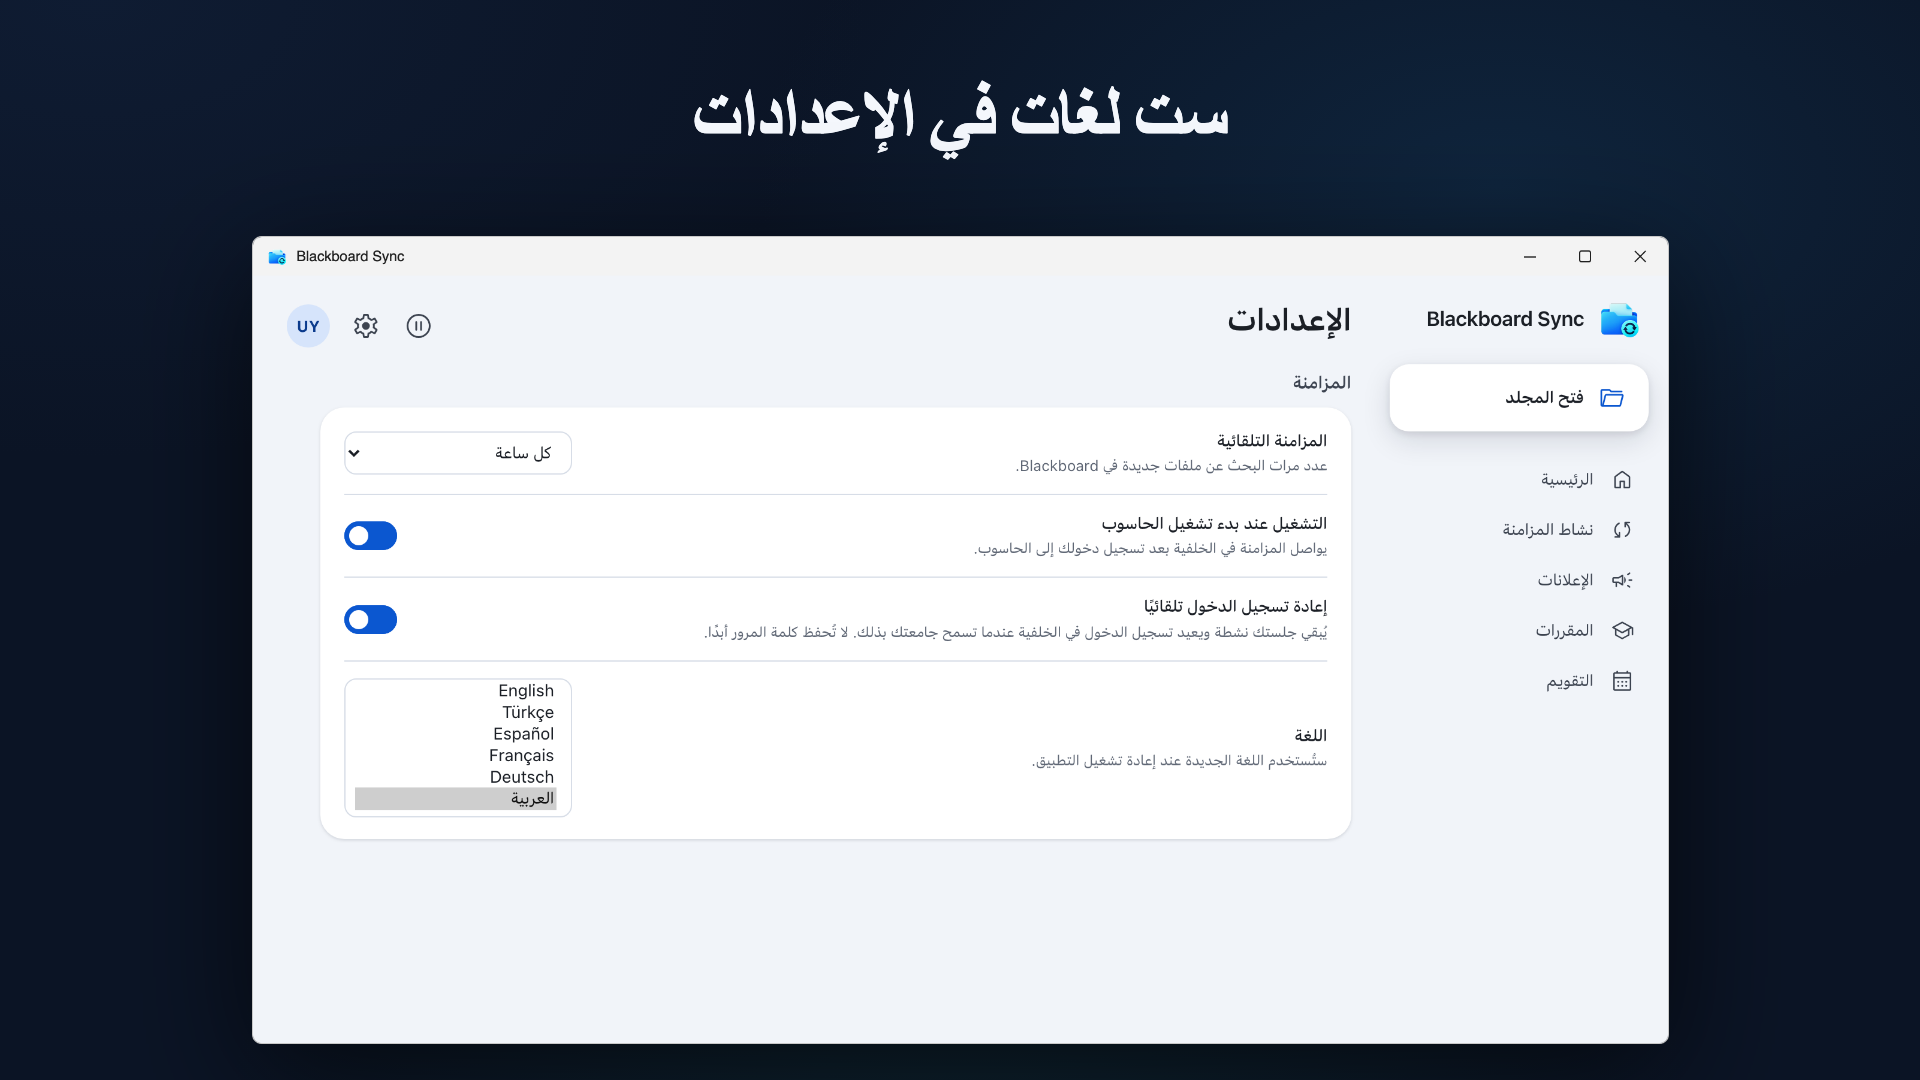 ست لغات في الإعدادات
Blackboard Sync
Blackboard Sync
فتح المجلد
الرئيسية
نشاط المزامنة
الإعلانات
المقررات
التقويم
الإعدادات
UY
المزامنة
المزامنة التلقائية
عدد مرات البحث عن ملفات جديدة في Blackboard.
كل ساعة
التشغيل عند بدء تشغيل الحاسوب
يواصل المزامنة في الخلفية بعد تسجيل دخولك إلى الحاسوب.
إعادة تسجيل الدخول تلقائيًا
يُبقي جلستك نشطة ويعيد تسجيل الدخول في الخلفية عندما تسمح جامعتك بذلك. لا تُحفظ كلمة المرور أبدًا.
اللغة
ستُستخدم اللغة الجديدة عند إعادة تشغيل التطبيق.
English
Türkçe
Español
Français
Deutsch
العربية